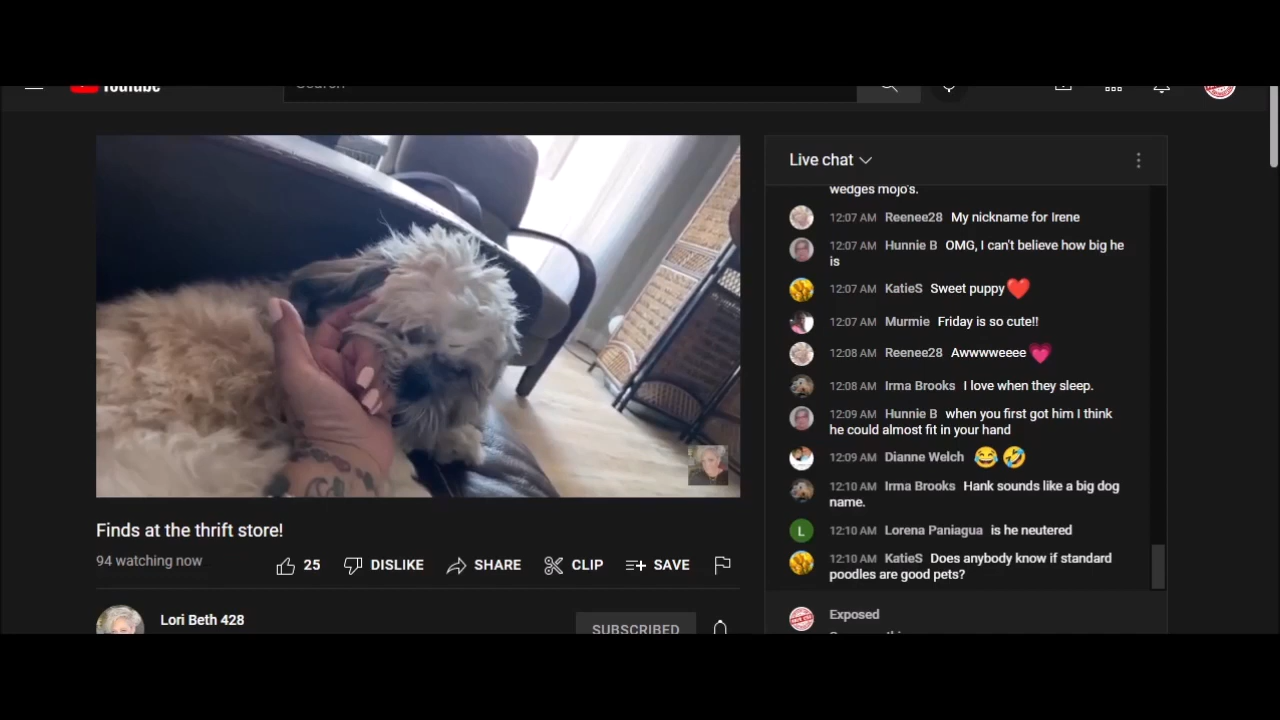 YouTube
Search
Live chat
wedges mojo's.
12:07 AM Reenee28 My nickname for Irene
12:07 AM Hunnie B OMG, I can't believe how big he
is
12:07 AM KatieS Sweet puppy❤️
12:07 AM Murmie Friday is so cute!!
12:08 AM Reenee28 Awwwweeee💗
12:08 AM Irma Brooks I love when they sleep.
12:09 AM Hunnie B when you first got him I think
he could almost fit in your hand
12:09 AM Dianne Welch 😂🤣
12:10 AM Irma Brooks Hank sounds like a big dog
name.
L
12:10 AM Lorena Paniagua is he neutered
12:10 AM KatieS Does anybody know if standard
poodles are good pets?
Exposed
Finds at the thrift store!
94 watching now
25 DISLIKE SHARE CLIP SAVE
Lori Beth 428
SUBSCRIBED